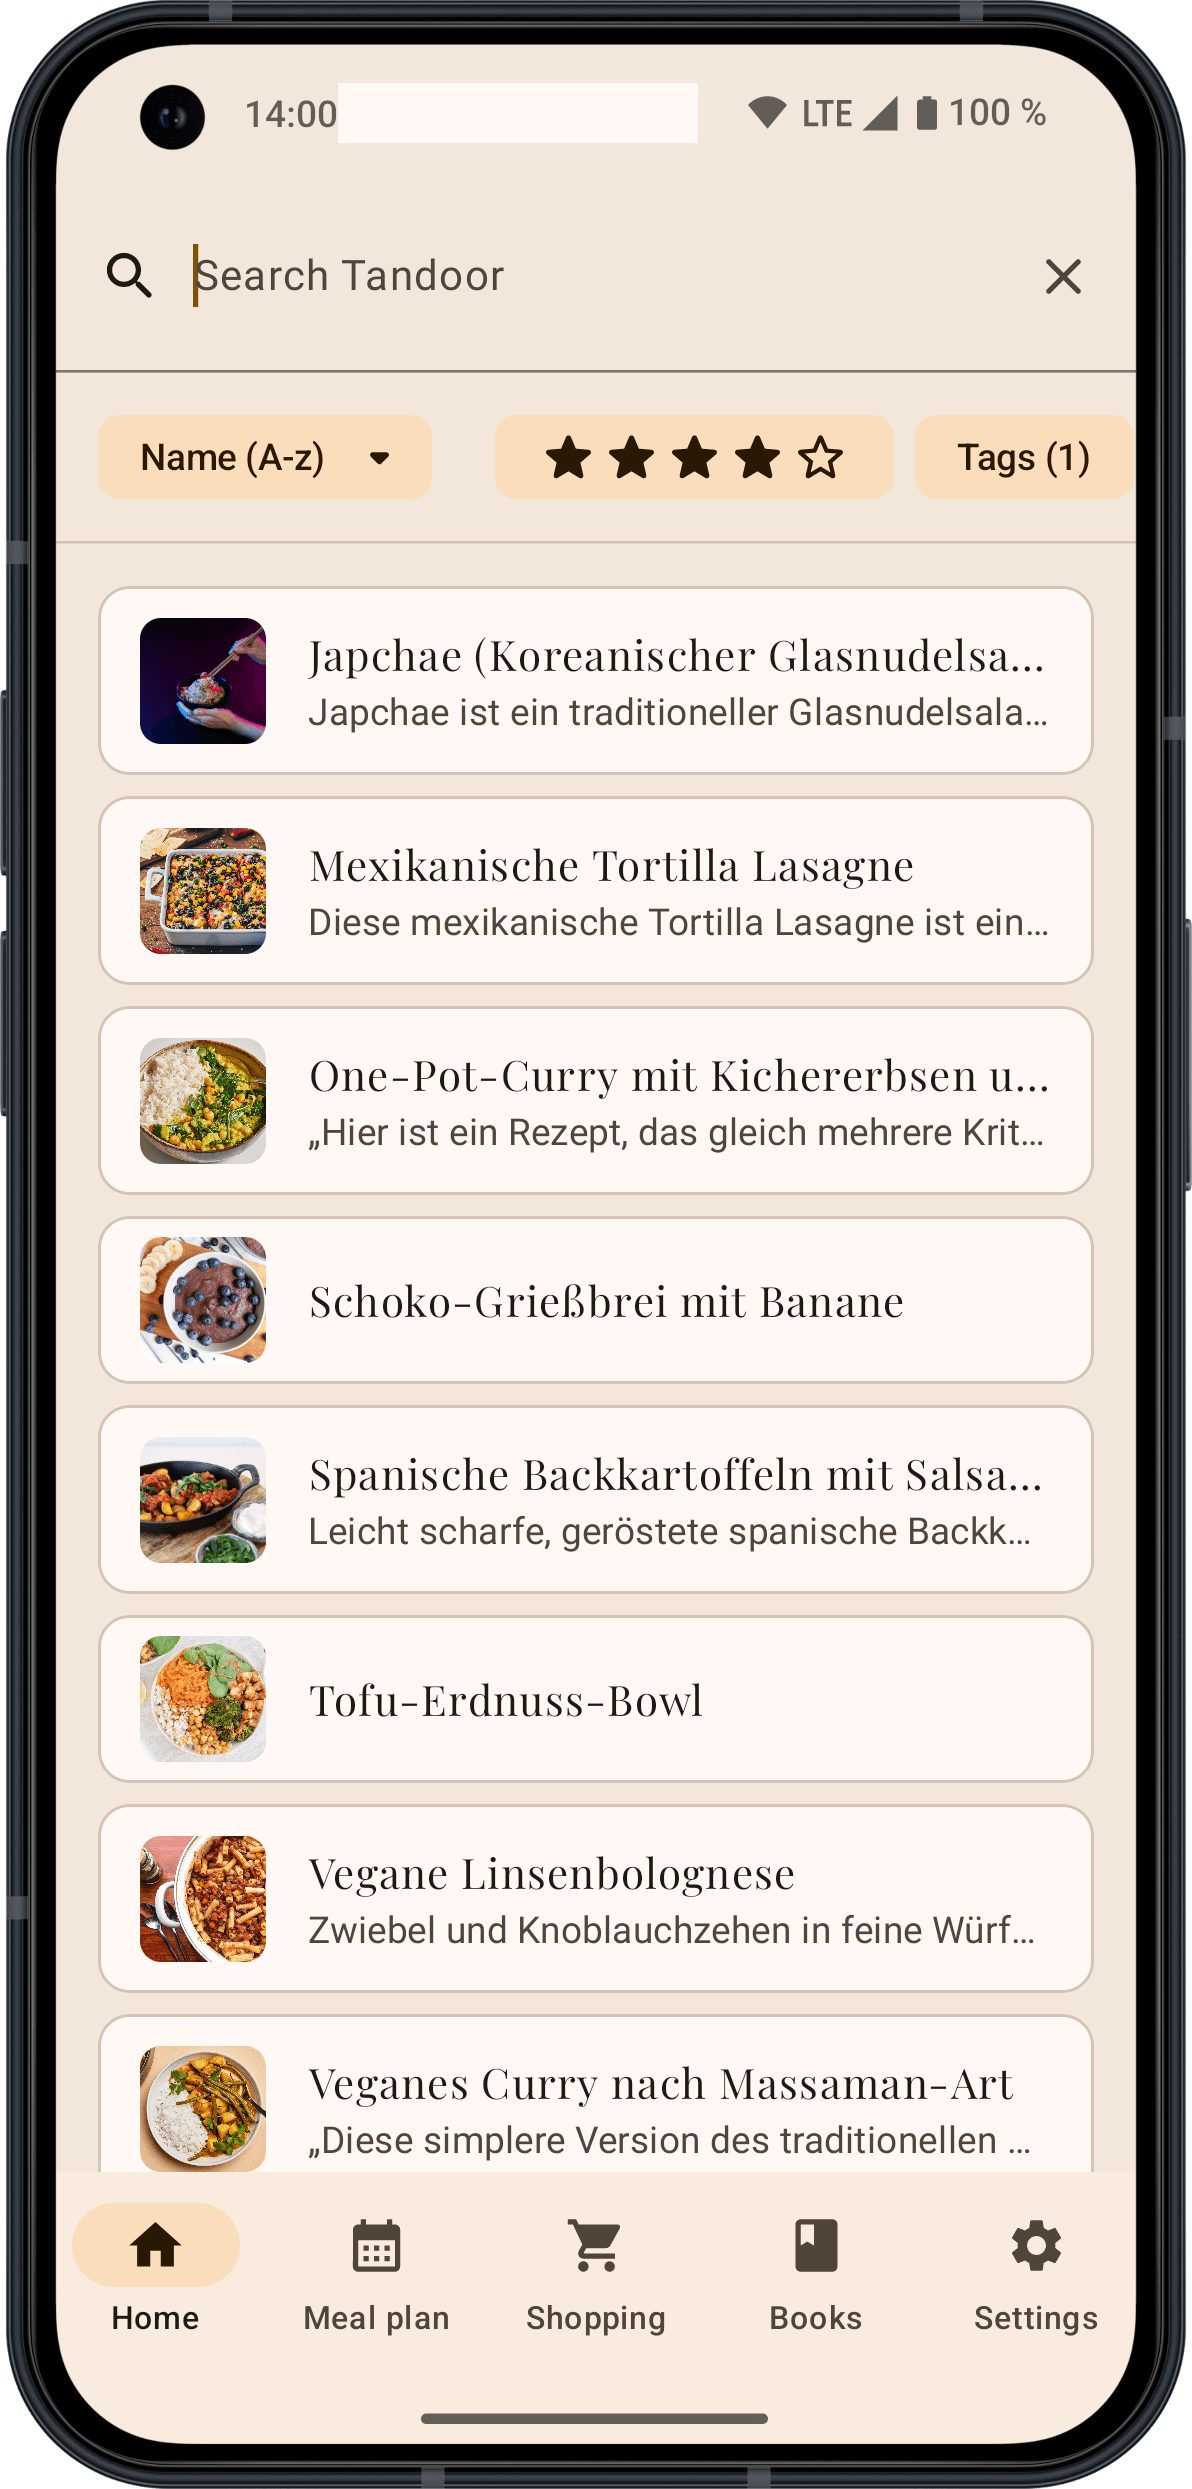 14:00 LTE 100 %
Search Tandoor
Name (A-z) Tags (1)
Japchae (Koreanischer Glasnudelsa...
Japchae ist ein traditioneller Glasnudelsala...
Mexikanische Tortilla Lasagne
Diese mexikanische Tortilla Lasagne ist ein...
One-Pot-Curry mit Kichererbsen u...
„Hier ist ein Rezept, das gleich mehrere Krit...
Schoko-Grießbrei mit Banane
Spanische Backkartoffeln mit Salsa...
Leicht scharfe, geröstete spanische Backk...
Tofu-Erdnuss-Bowl
Vegane Linsenbolognese
Zwiebel und Knoblauchzehen in feine Würf...
Veganes Curry nach Massaman-Art
„Diese simplere Version des traditionellen ...
Home Meal plan Shopping Books Settings